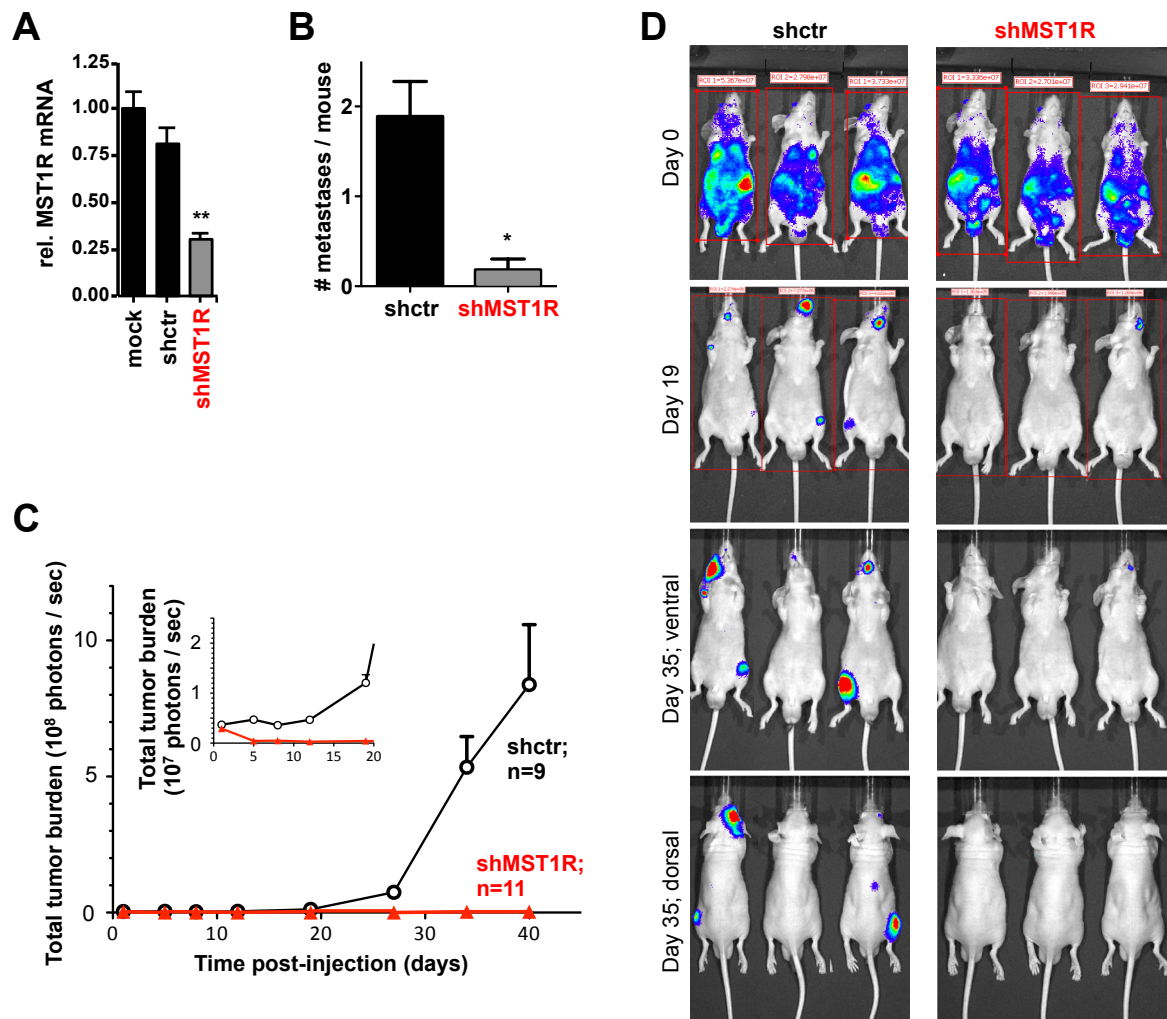 A
rel. MST1R mRNA
1.25
1.00
0.75
0.50
0.25
0.00
**
mock
shctr
shMST1R
B
# metastases / mouse
2
1
0
*
shctr
shMST1R
C
Total tumor burden (10⁸ photons / sec)
10
5
0
0
10
20
30
40
Time post-injection (days)
Total tumor burden
(10⁷ photons / sec)
2
1
0
0
5
10
15
20
shctr;
n=9
shMST1R;
n=11
D
shctr
shMST1R
Day 0
ROI 1=5.367e+07
ROI 2=2.798e+07
ROI 1=3.733e+07
ROI 1=3.336e+07
ROI 2=2.701e+07
ROI 3=2.941e+07
Day 19
Day 35; ventral
Day 35; dorsal